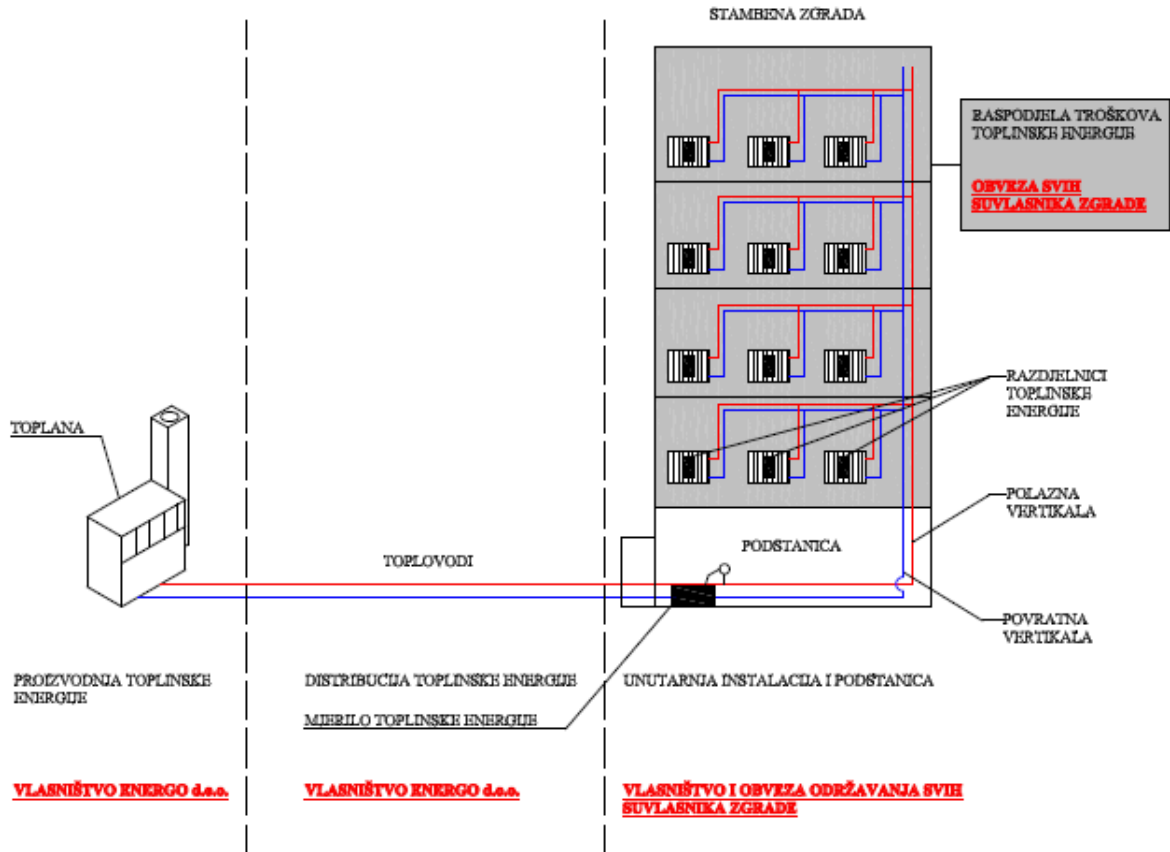 STAMBENA ZGRADA
RASPODJELA TROŠKOVA
TOPLINSKE ENERGIJE
OBVEZA SVIH
SUVLASNIKA ZGRADE
RAZDJELNICI
TOPLINSKE
ENERGIJE
TOPLANA
POLAZNA
VERTIKALA
PODSTANICA
TOPLOVODI
POVRATNA
VERTIKALA
PROIZVODNJA TOPLINSKE
ENERGIJE
DISTRIBUCIJA TOPLINSKE ENERGIJE
UNUTARNJA INSTALACIJA I PODSTANICA
MJERILO TOPLINSKE ENERGIJE
VLASNIŠTVO ENERGO d.o.o.
VLASNIŠTVO ENERGO d.o.o.
VLASNIŠTVO I OBVEZA ODRŽAVANJA SVIH
SUVLASNIKA ZGRADE